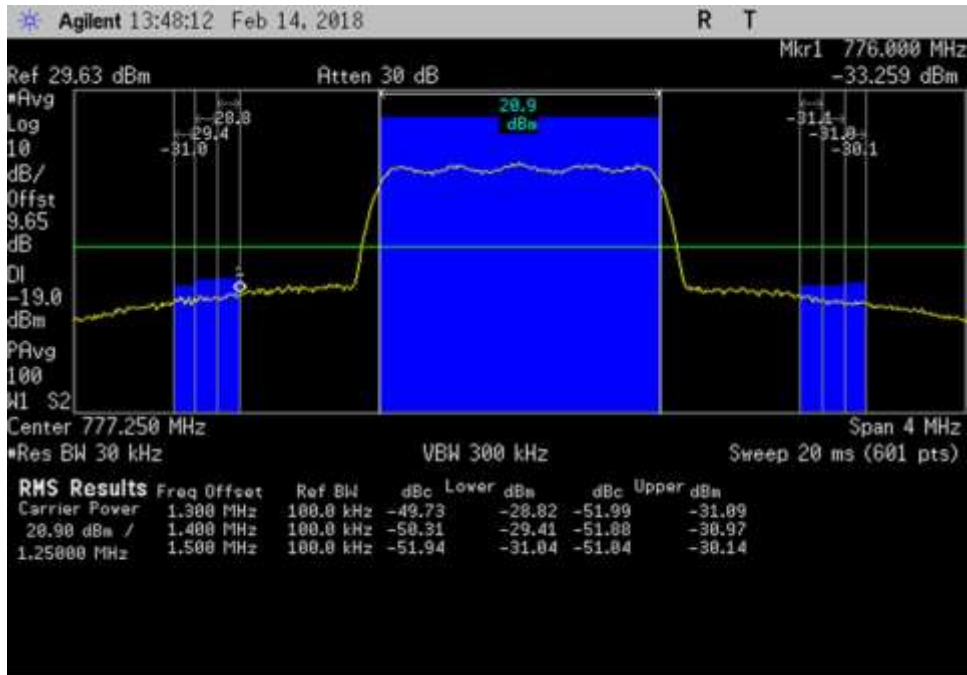 Agilent 13:48:12 Feb 14, 2018 R T
Mkr1 776.000 MHz
Ref 29.63 dBm Atten 30 dB -33.259 dBm
*Avg
Log
10
dB/
Offst
9.65
dB
DI
-19.0
dBm
PAvg
100
W1 S2
20.9
dBm
-28.8
-29.4
-31.0
-31.1
-31.0
-30.1
Center 777.250 MHz Span 4 MHz
*Res BW 30 kHz VBW 300 kHz Sweep 20 ms (601 pts)
RMS Results Freq Offset Ref BW dBc Lower dBm dBc Upper dBm
Carrier Power 1.300 MHz 100.0 kHz -49.73 -28.82 -51.99 -31.09
20.90 dBm / 1.400 MHz 100.0 kHz -50.31 -29.41 -51.88 -30.97
1.25000 MHz 1.500 MHz 100.0 kHz -51.94 -31.04 -51.04 -30.14